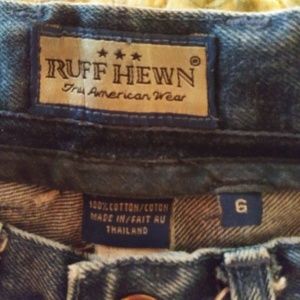 RUFF HEWN®
True American Wear
100% COTTON/COTON
MADE IN/FAIT AU
THAILAND
6